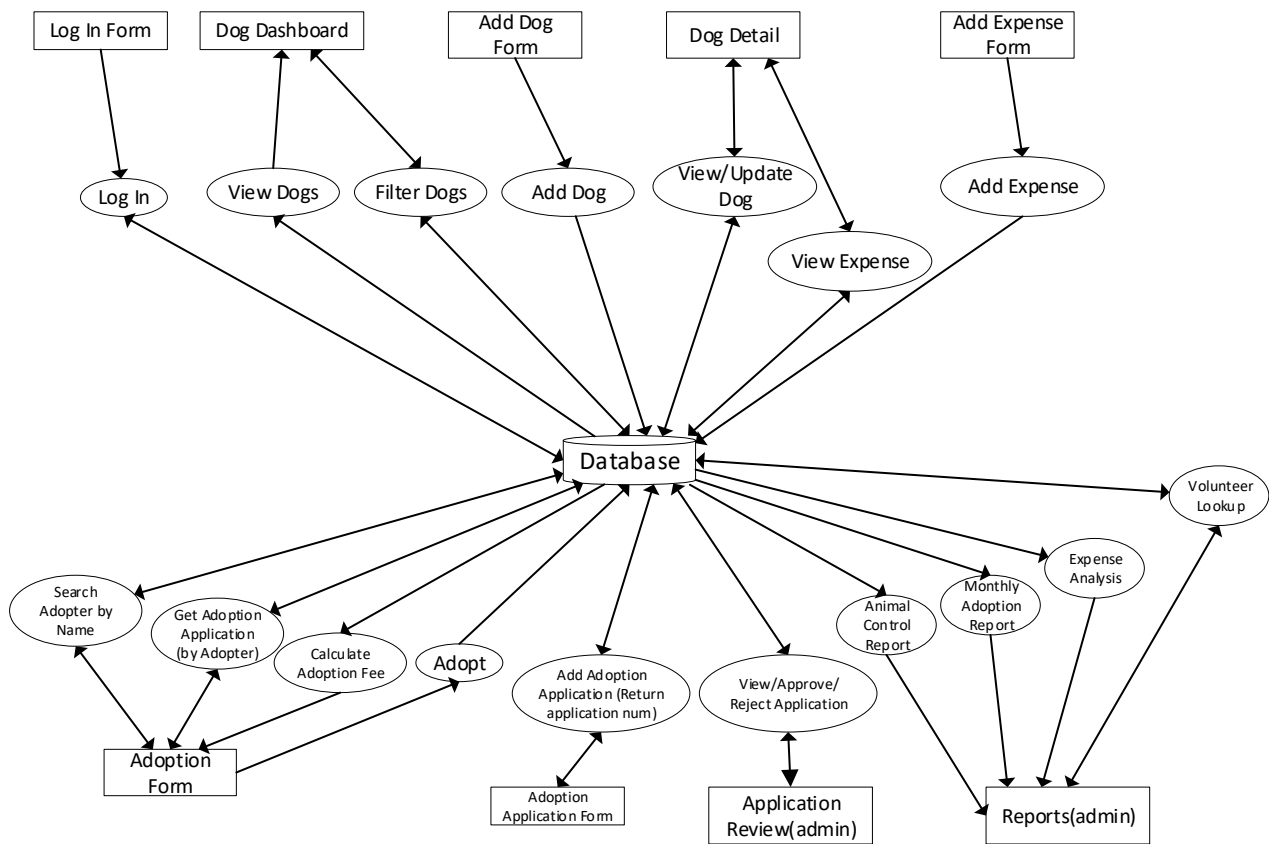 Log In Form
Dog Dashboard
Add Dog
Form
Dog Detail
Add Expense
Form
Log In
View Dogs
Filter Dogs
Add Dog
View/Update
Dog
Add Expense
View Expense
Database
Volunteer
Lookup
Search
Adopter by
Name
Get Adoption
Application
(by Adopter)
Calculate
Adoption Fee
Adopt
Add Adoption
Application (Return
application num)
View/Approve/
Reject Application
Animal
Control
Report
Monthly
Adoption
Report
Expense
Analysis
Adoption
Form
Adoption
Application Form
Application
Review(admin)
Reports(admin)